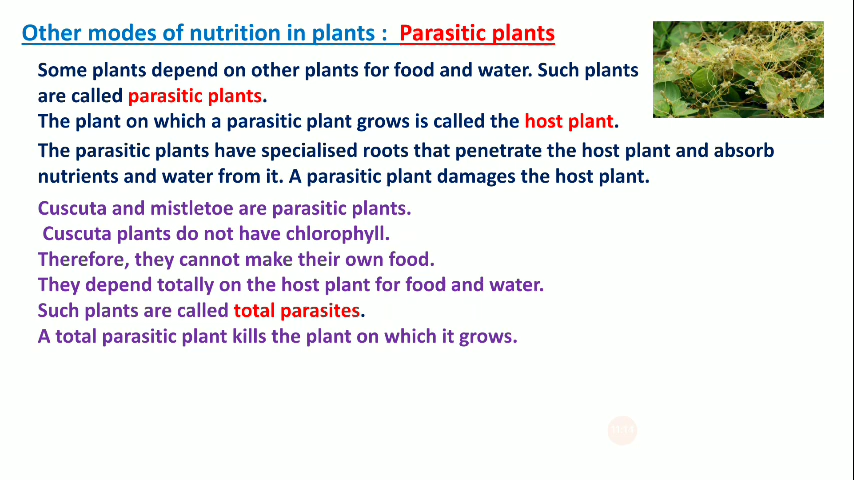 Other modes of nutrition in plants : Parasitic plants
Some plants depend on other plants for food and water. Such plants
are called parasitic plants.
The plant on which a parasitic plant grows is called the host plant.
The parasitic plants have specialised roots that penetrate the host plant and absorb
nutrients and water from it. A parasitic plant damages the host plant.
Cuscuta and mistletoe are parasitic plants.
Cuscuta plants do not have chlorophyll.
Therefore, they cannot make their own food.
They depend totally on the host plant for food and water.
Such plants are called total parasites.
A total parasitic plant kills the plant on which it grows.